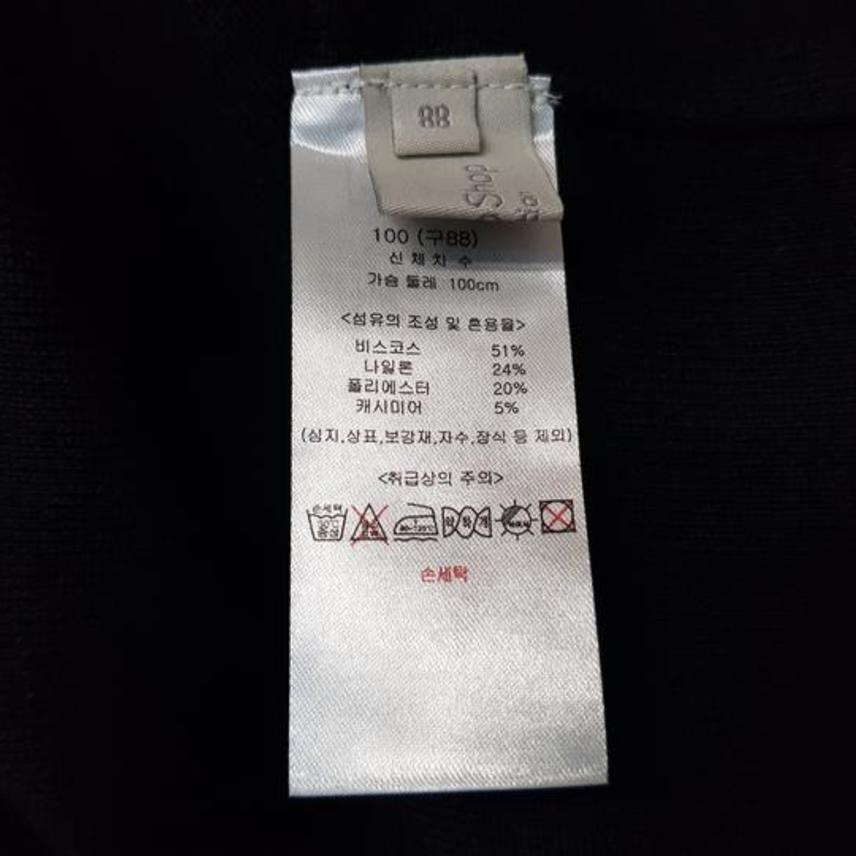 88
Shop
100 (구88)
신 체 치 수
가슴 둘레 100cm
<섬유의 조성 및 혼용율>
비스코스 51%
나일론 24%
폴리에스터 20%
캐시미어 5%
(심지,상표,보강재,자수,장식 등 제외)
<취급상의 주의>
손세탁
손세탁